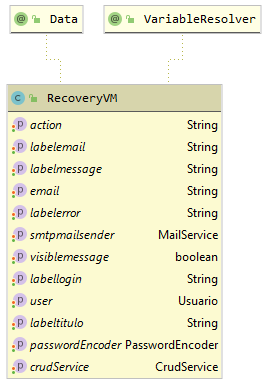 @ Data
@ VariableResolver
C RecoveryVM
p action String
p labelemail String
p labelmessage String
p email String
p labelerror String
p smtpmailsender MailService
p visiblemessage boolean
p labellogin String
p user Usuario
p labeltitulo String
p passwordEncoder PasswordEncoder
p crudService CrudService